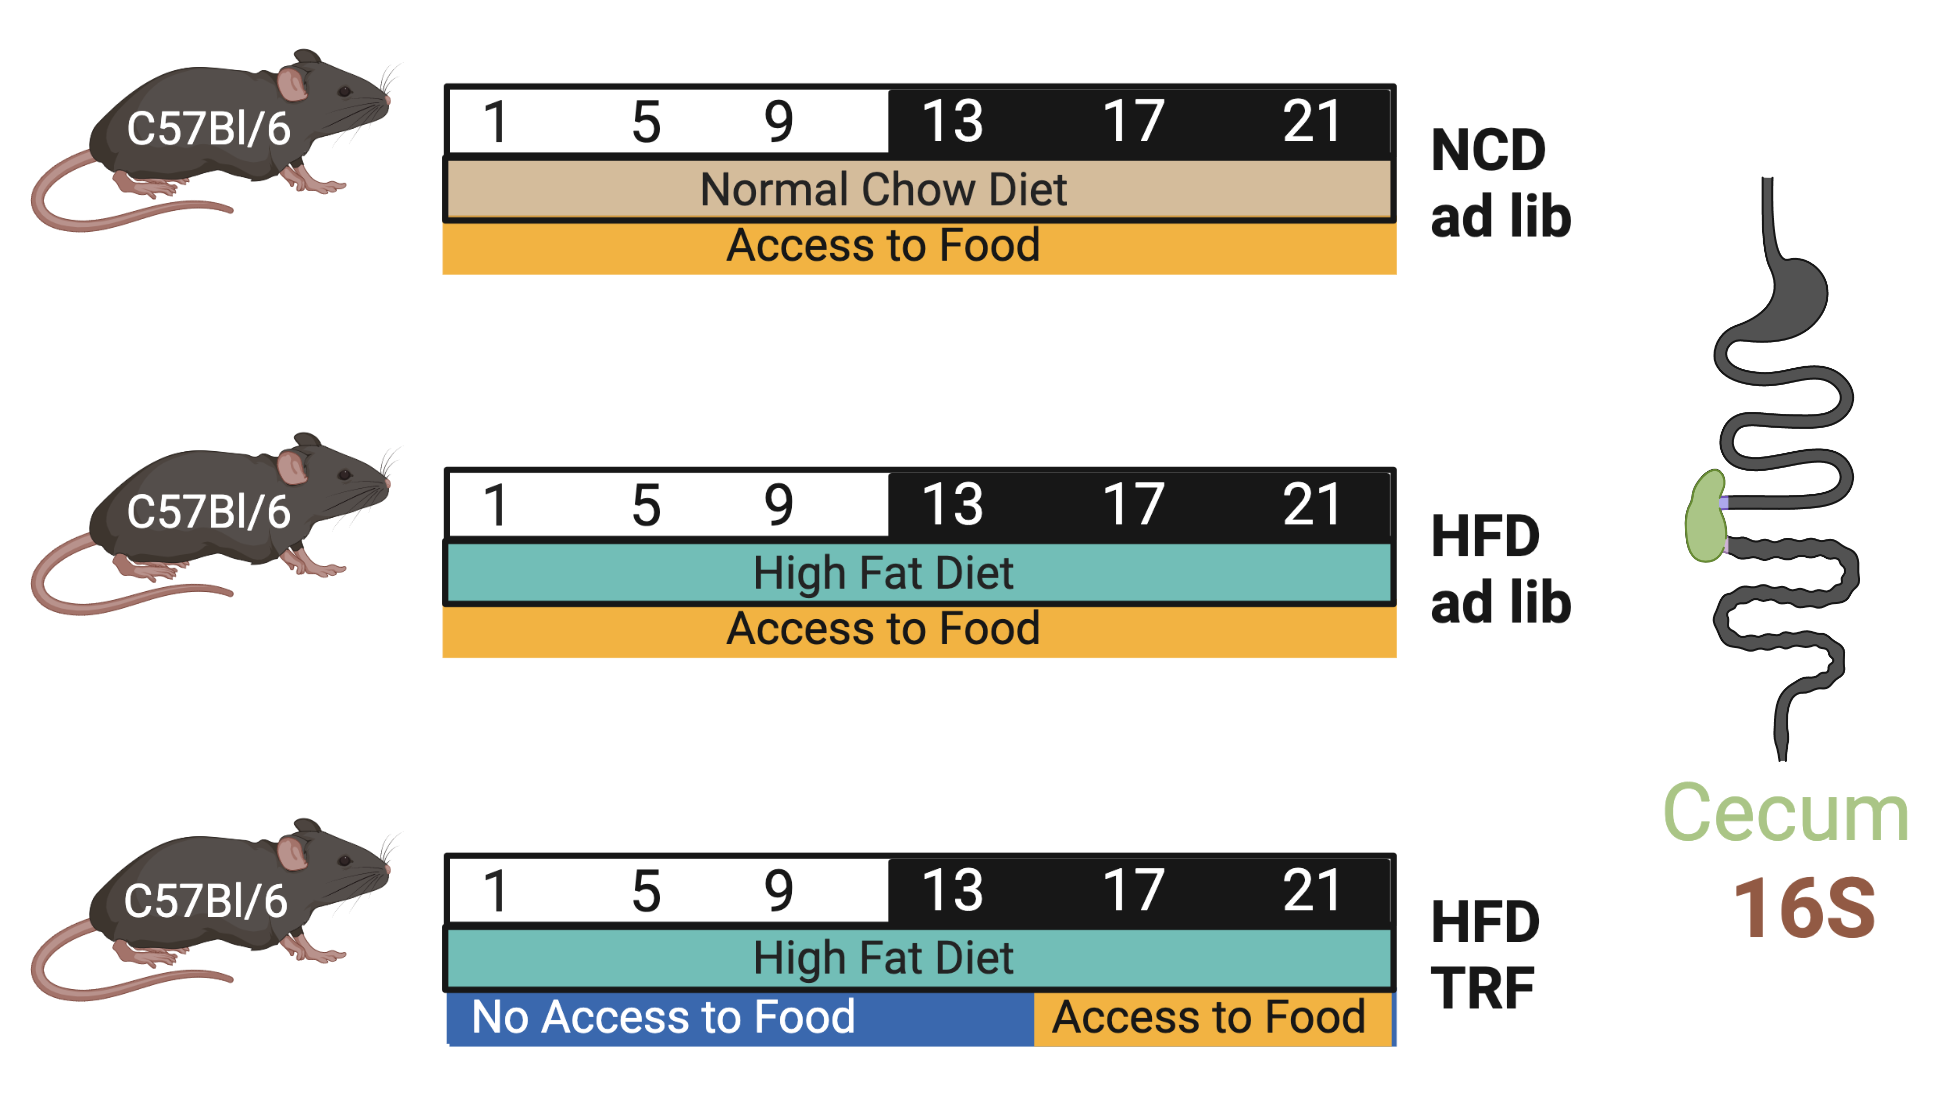 C57Bl/6
1 5 9 13 17 21
Normal Chow Diet
Access to Food
NCD
ad lib
C57Bl/6
1 5 9 13 17 21
High Fat Diet
Access to Food
HFD
ad lib
C57Bl/6
1 5 9 13 17 21
High Fat Diet
No Access to Food Access to Food
HFD
TRF
Cecum
16S